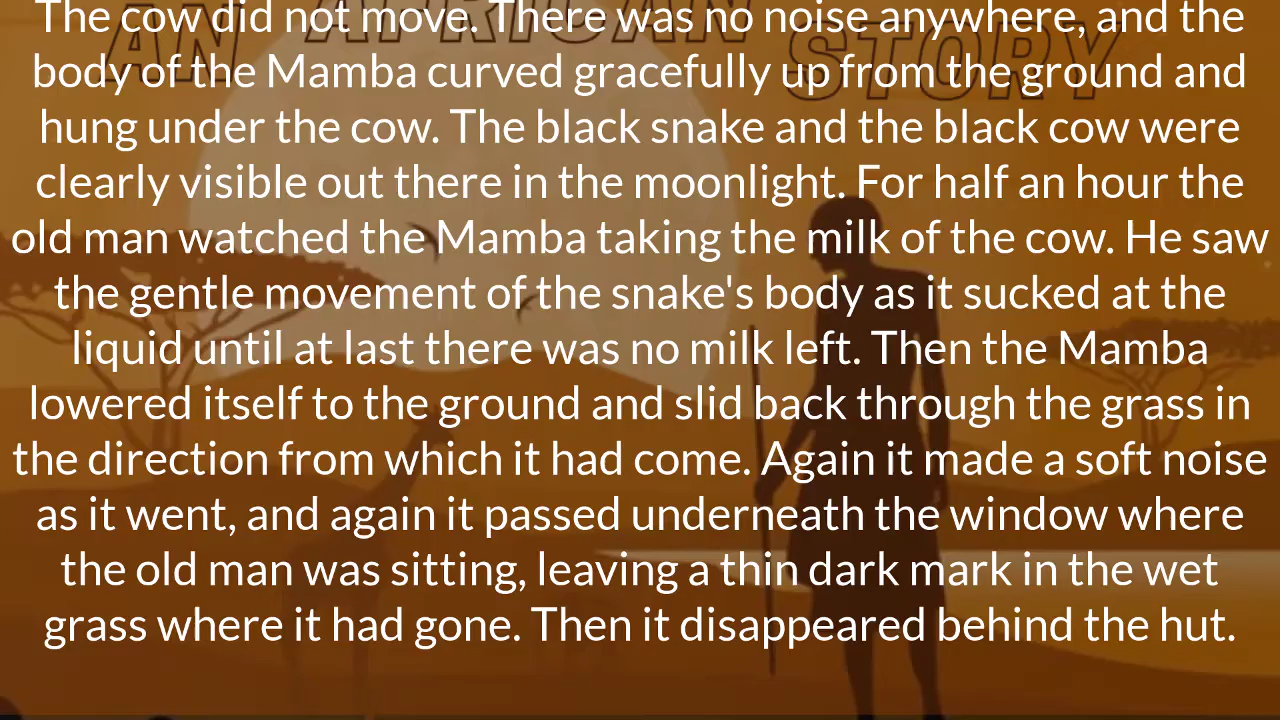 AN AFRICAN STORY
The cow did not move. There was no noise anywhere, and the
body of the Mamba curved gracefully up from the ground and
hung under the cow. The black snake and the black cow were
clearly visible out there in the moonlight. For half an hour the
old man watched the Mamba taking the milk of the cow. He saw
the gentle movement of the snake's body as it sucked at the
liquid until at last there was no milk left. Then the Mamba
lowered itself to the ground and slid back through the grass in
the direction from which it had come. Again it made a soft noise
as it went, and again it passed underneath the window where
the old man was sitting, leaving a thin dark mark in the wet
grass where it had gone. Then it disappeared behind the hut.